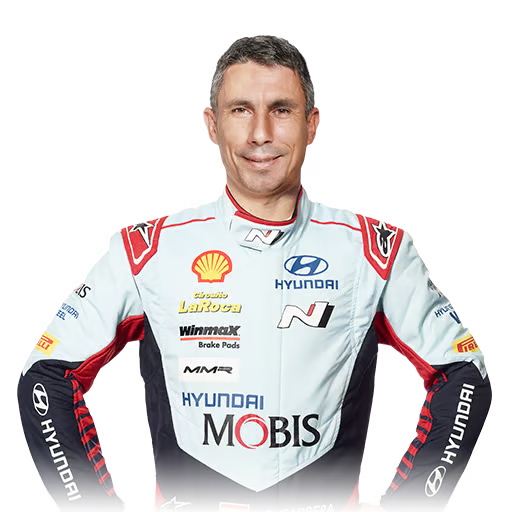 N
HYUNDAI
Circuito
LaRoca
N
Winmax
Brake Pads
MMR
HYUNDAI
MOBIS
PIRELLI
PIRELLI
HYUNDAI
HYUNDAI